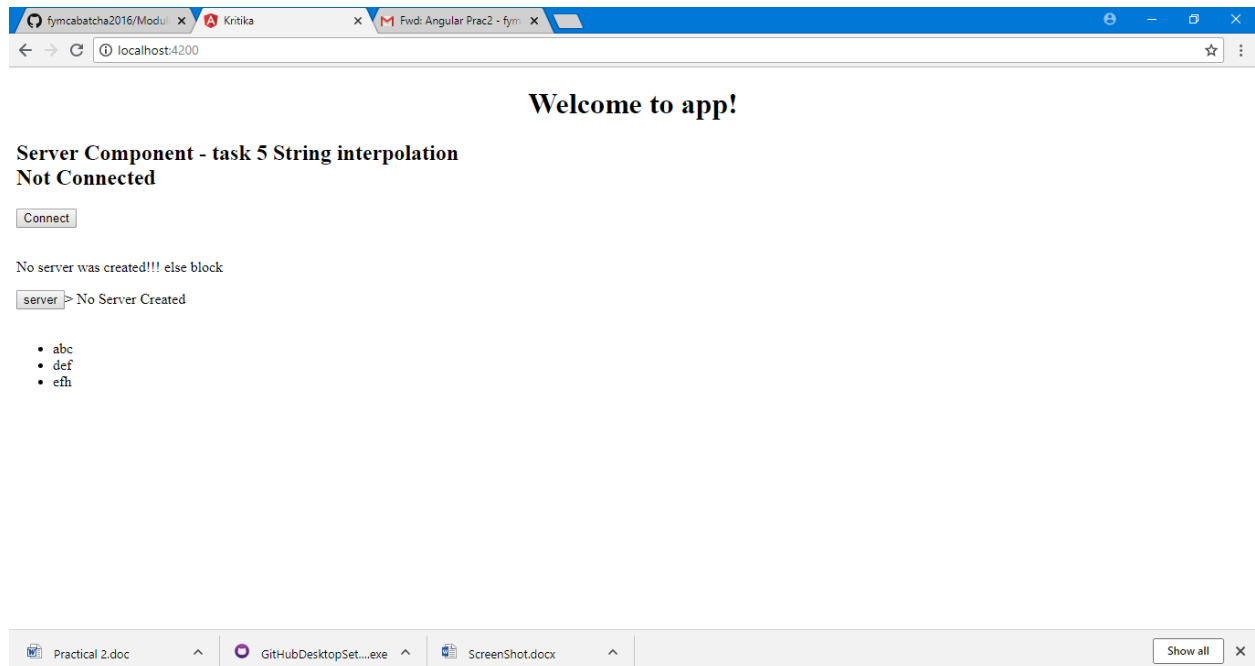 fymcabatcha2016/Modul
Kritika
Fwd: Angular Prac2 - fym
localhost:4200
Welcome to app!
Server Component - task 5 String interpolation
Not Connected
Connect
No server was created!!! else block
server > No Server Created
abc
def
efh
Practical 2.doc
GitHubDesktopSet....exe
ScreenShot.docx
Show all